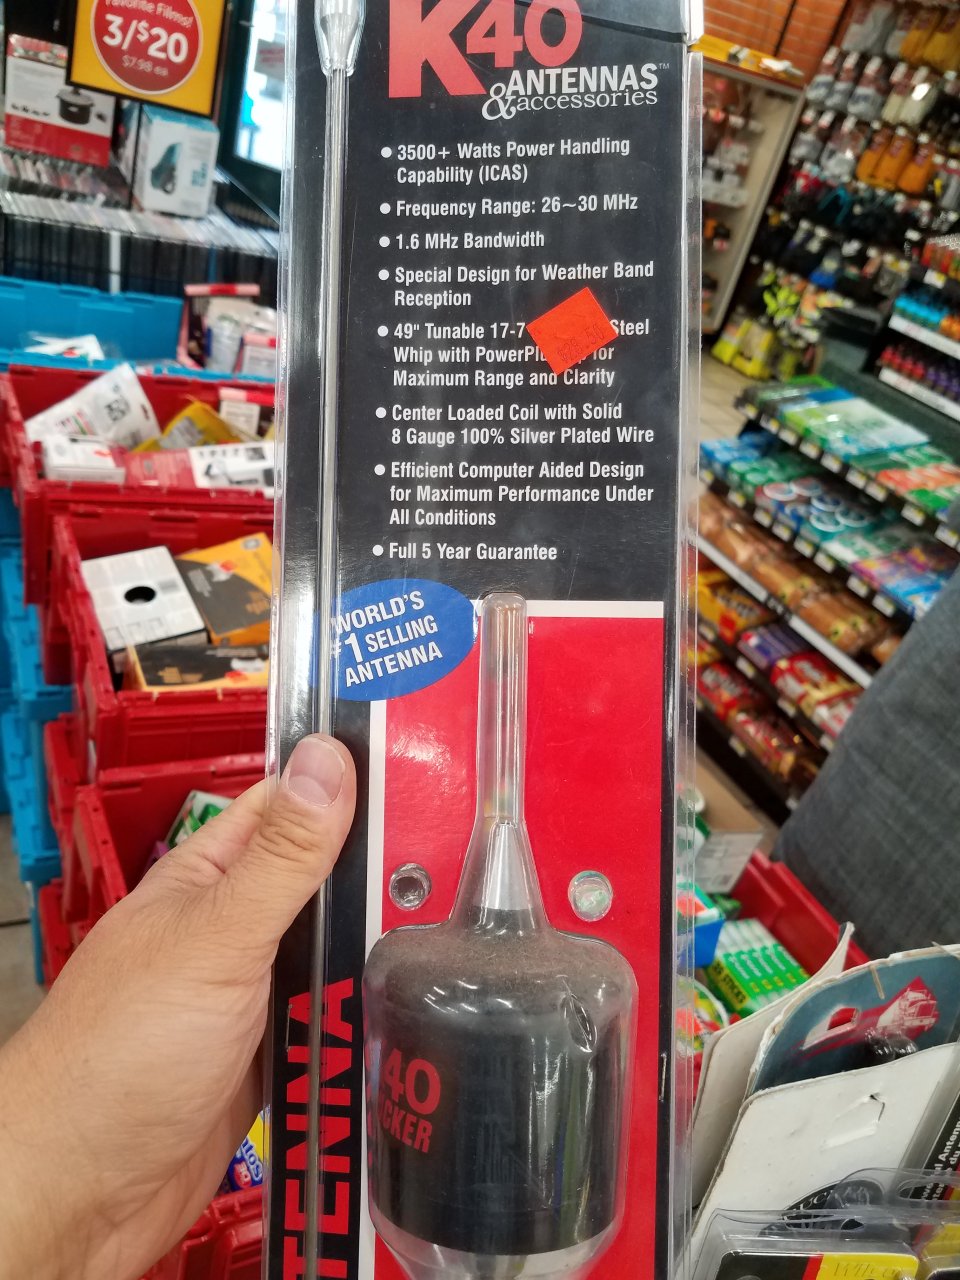 Favorite Films!
3/$20
$7.98 ea
K40
ANTENNAS™
&accessories
● 3500+ Watts Power Handling
Capability (ICAS)
● Frequency Range: 26~30 MHz
● 1.6 MHz Bandwidth
● Special Design for Weather Band
Reception
● 49" Tunable 17-7 Steel
Whip with for
Maximum Range and Clarity
● Center Loaded Coil with Solid
8 Gauge 100% Silver Plated Wire
● Efficient Computer Aided Design
for Maximum Performance Under
All Conditions
● Full 5 Year Guarantee
WORLD'S
#1 SELLING
ANTENNA
40
CKER
TENNA